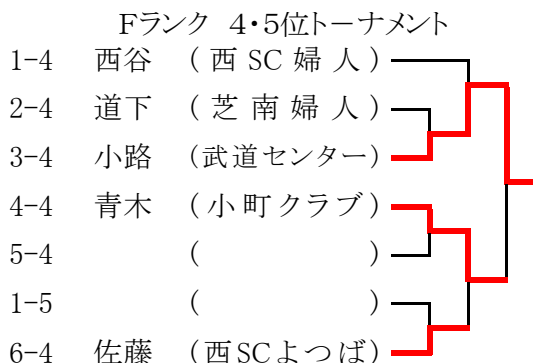 Fランク 4・5位トーナメント
1-4 西谷 (西SC婦人)
2-4 道下 (芝南婦人)
3-4 小路 (武道センター)
4-4 青木 (小町クラブ)
5-4 ( )
1-5 ( )
6-4 佐藤 (西SCよつば)